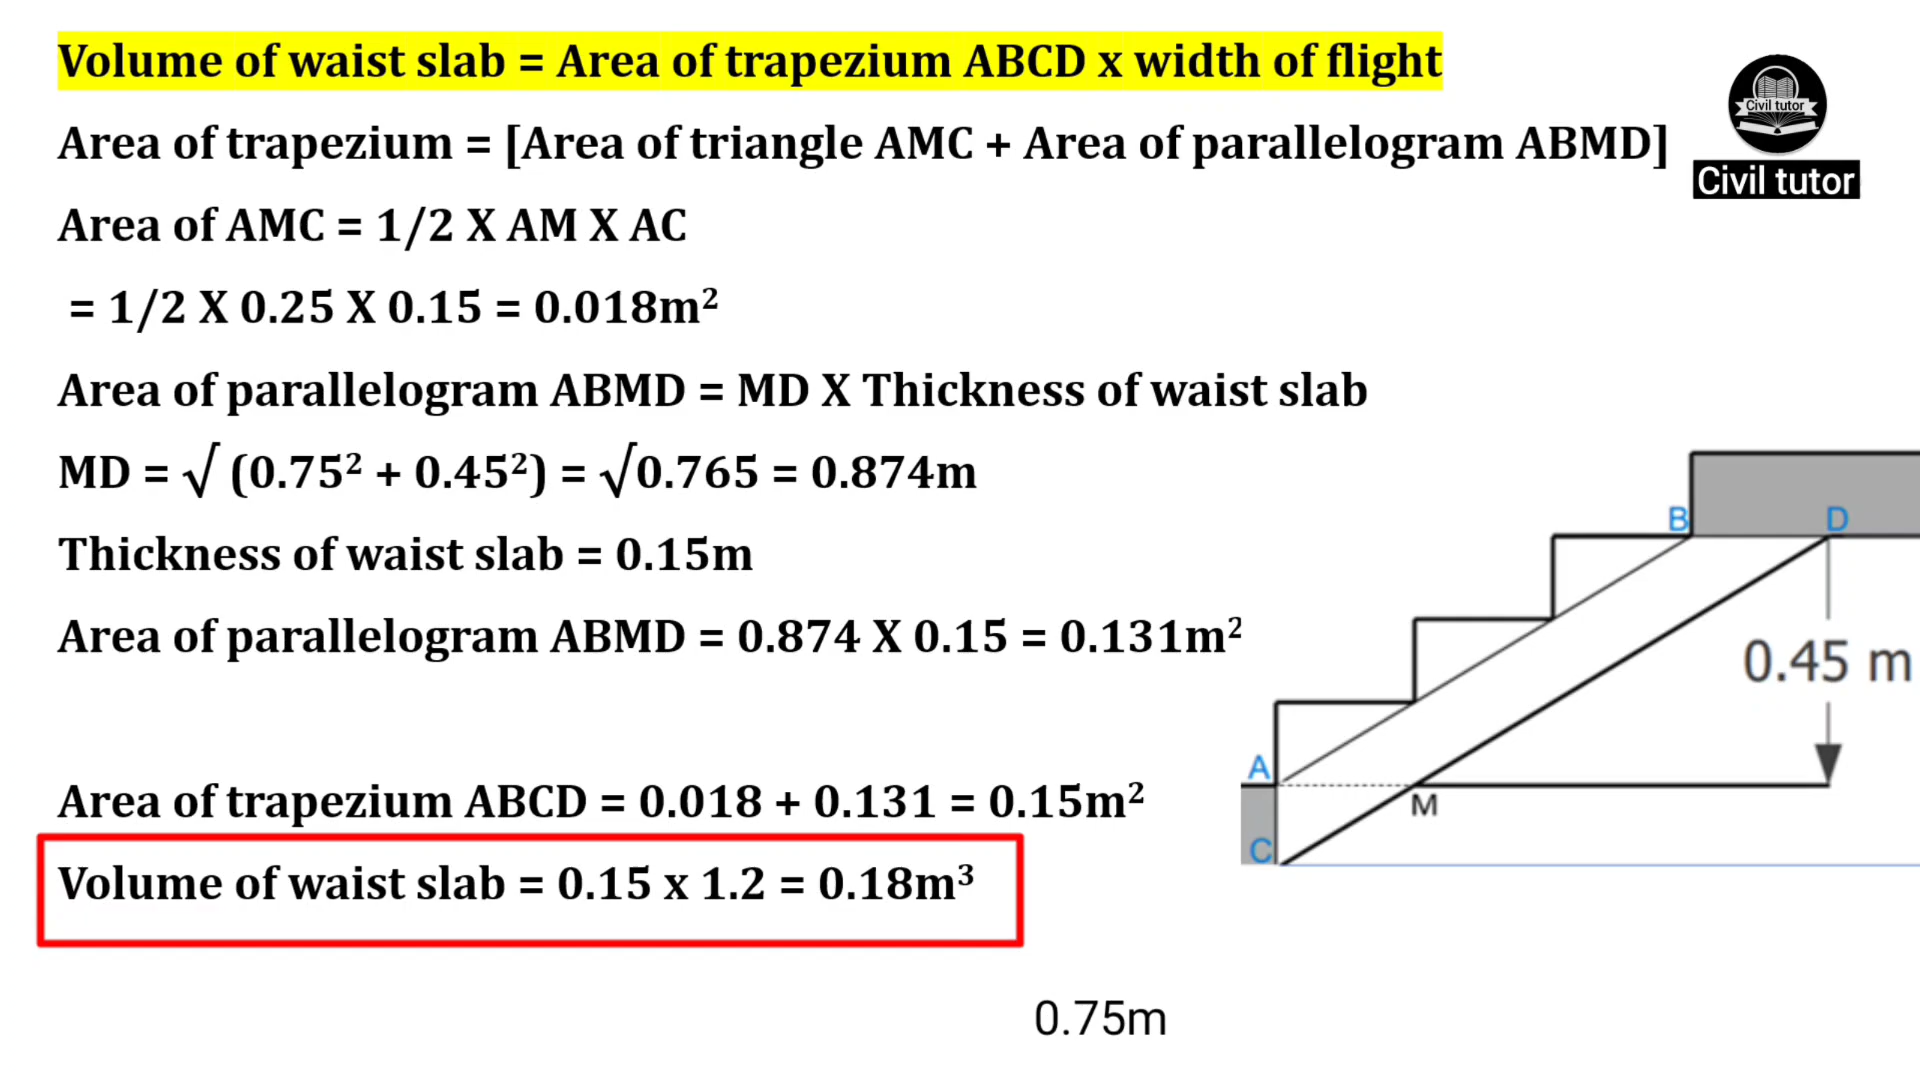 Volume of waist slab = Area of trapezium ABCD x width of flight
Area of trapezium = [Area of triangle AMC + Area of parallelogram ABMD]
Civil tutor
Civil tutor
Area of AMC = 1/2 X AM X AC
= 1/2 X 0.25 X 0.15 = 0.018m²
Area of parallelogram ABMD = MD X Thickness of waist slab
MD = √ (0.75² + 0.45²) = √0.765 = 0.874m
Thickness of waist slab = 0.15m
Area of parallelogram ABMD = 0.874 X 0.15 = 0.131m²
Area of trapezium ABCD = 0.018 + 0.131 = 0.15m²
Volume of waist slab = 0.15 x 1.2 = 0.18m³
B
D
0.45 m
A
M
C
0.75m